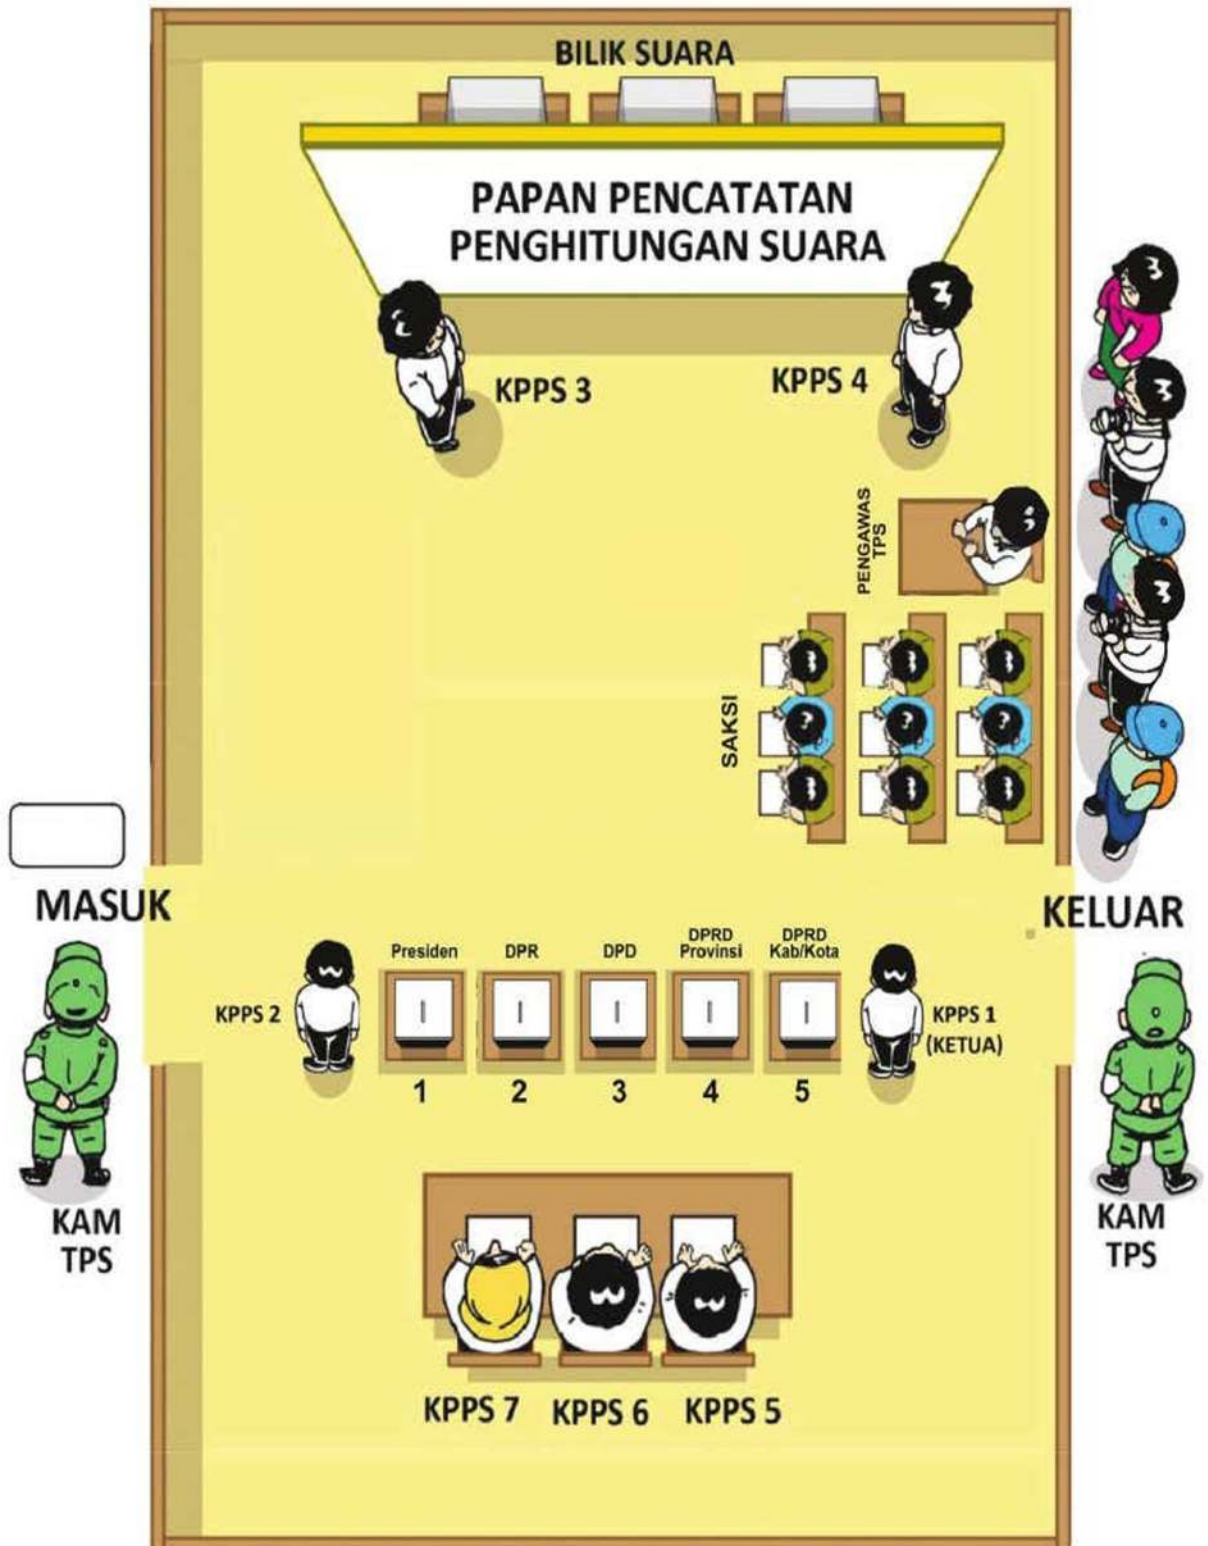 BILIK SUARA
PAPAN PENCATATAN
PENGHITUNGAN SUARA
KPPS 3
KPPS 4
PENGAWAS
TPS
SAKSI
MASUK
KELUAR
Presiden
DPR
DPD
DPRD
Provinsi
DPRD
Kab/Kota
KPPS 2
KPPS 1
(KETUA)
1
2
3
4
5
KAM
TPS
KAM
TPS
KPPS 7
KPPS 6
KPPS 5